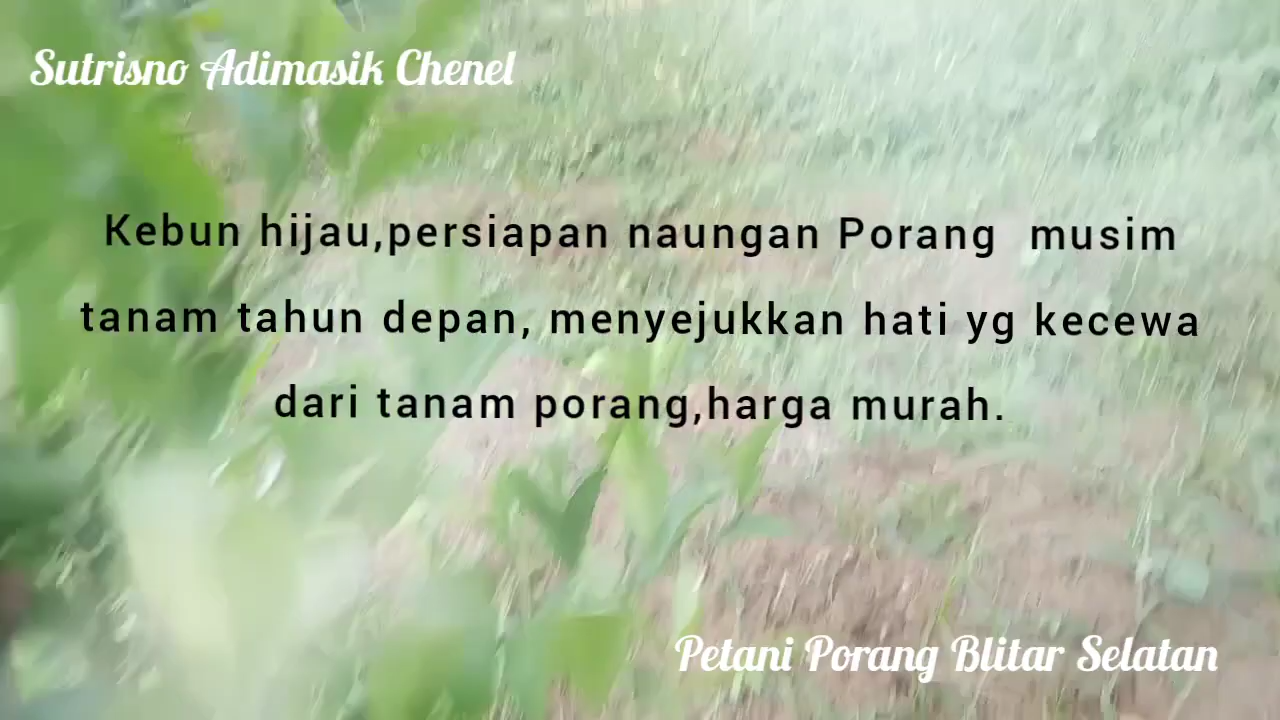 Sutrisno Adimasik Chenel
Kebun hijau,persiapan naungan Porang musim
tanam tahun depan, menyejukkan hati yg kecewa
dari tanam porang,harga murah.
Petani Porang Blitar Selatan